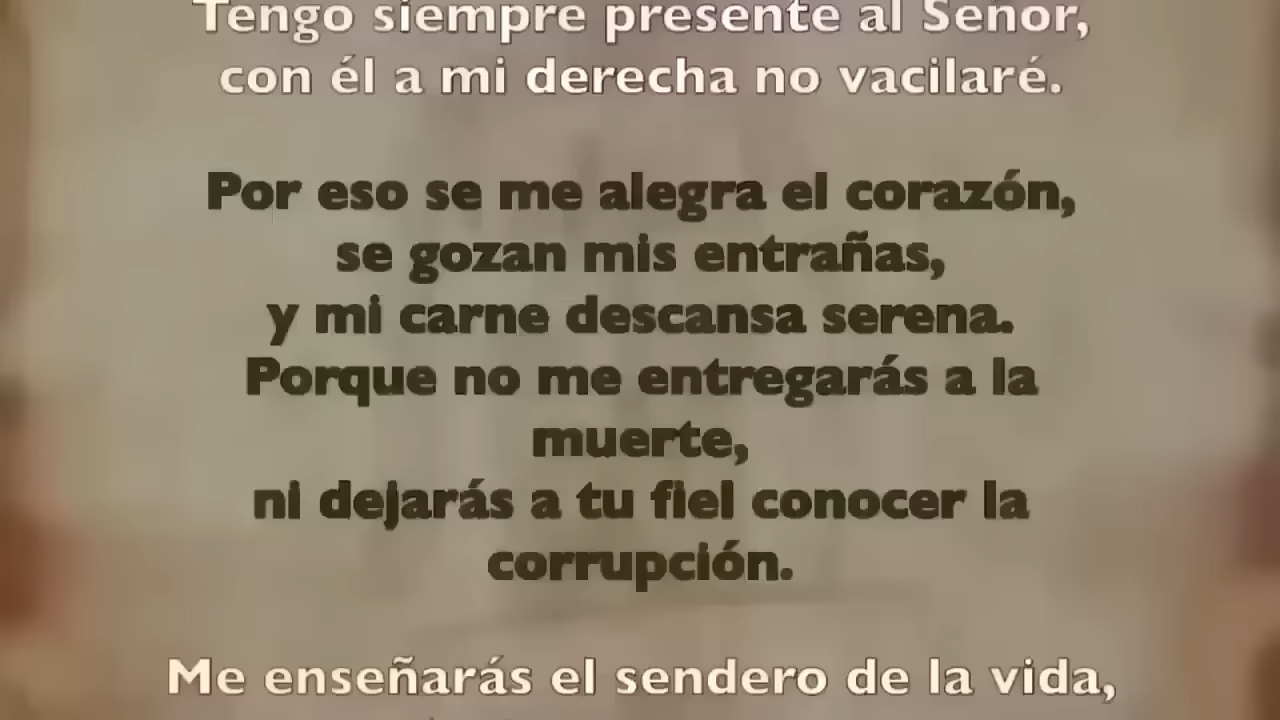 Tengo siempre presente al Señor,
con él a mi derecha no vacilaré.
Por eso se me alegra el corazón,
se gozan mis entrañas,
y mi carne descansa serena.
Porque no me entregarás a la
muerte,
ni dejarás a tu fiel conocer la
corrupción.
Me enseñarás el sendero de la vida,